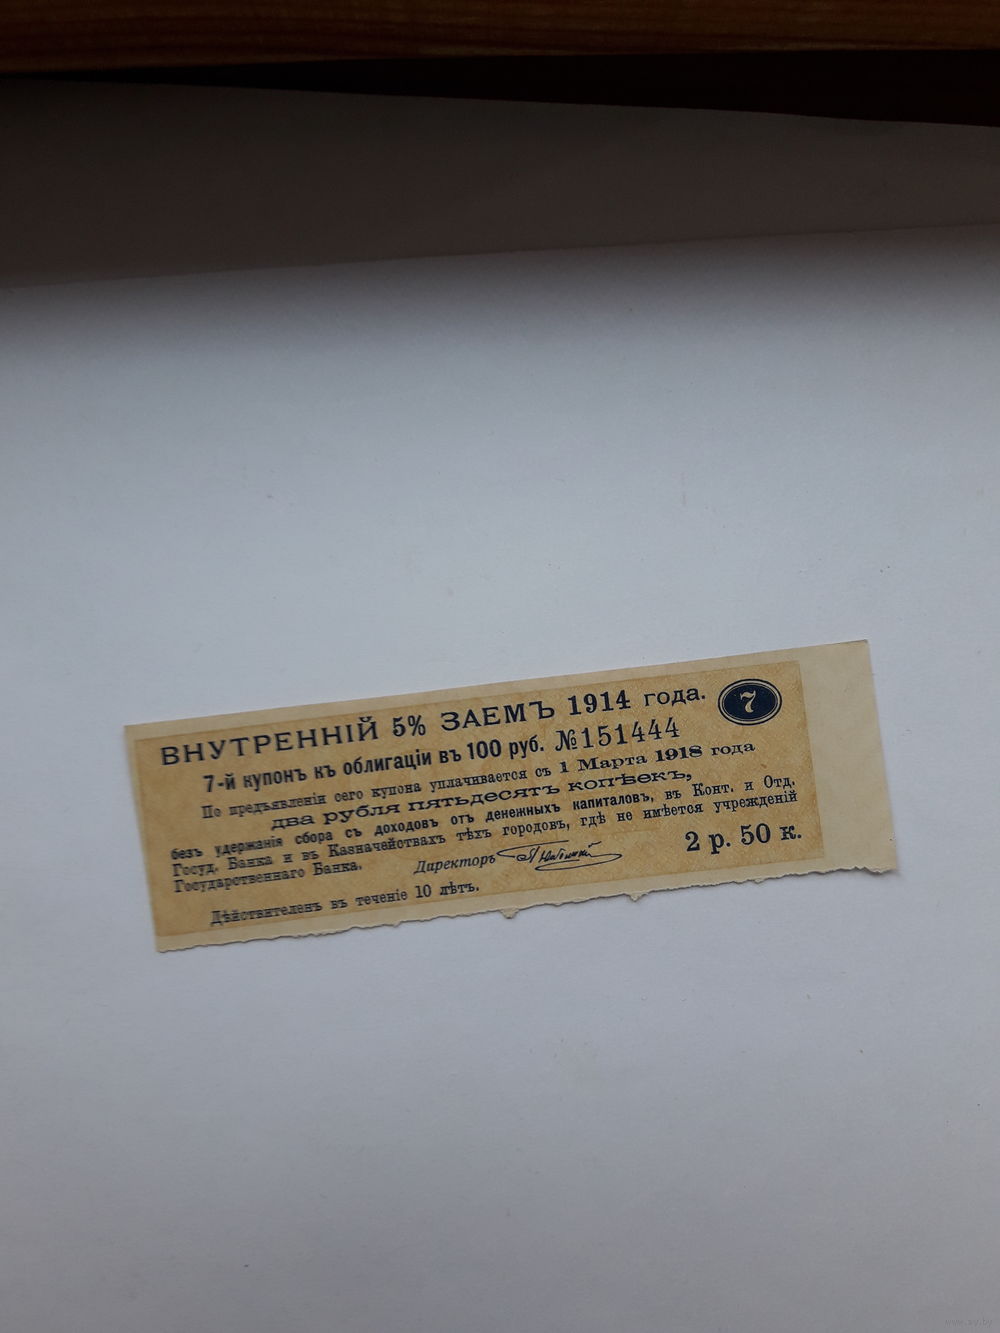 ВНУТРЕННІЙ 5% ЗАЕМЪ 1914 года.
7
7-й купонъ къ облигаціи въ 100 руб. №151444
По предъявленіи сего купона уплачивается съ 1 Марта 1918 года
два рубля пятьдесятъ копѣекъ,
безъ удержанія сбора съ доходовъ отъ денежныхъ капиталовъ, въ Конт. и Отд.
Госуд. Банка и въ Казначействахъ тѣхъ городовъ, гдѣ не имѣется учрежденій
Государственнаго Банка.
Директоръ
2 р. 50 к.
Дѣйствителенъ въ теченіе 10 лѣтъ.